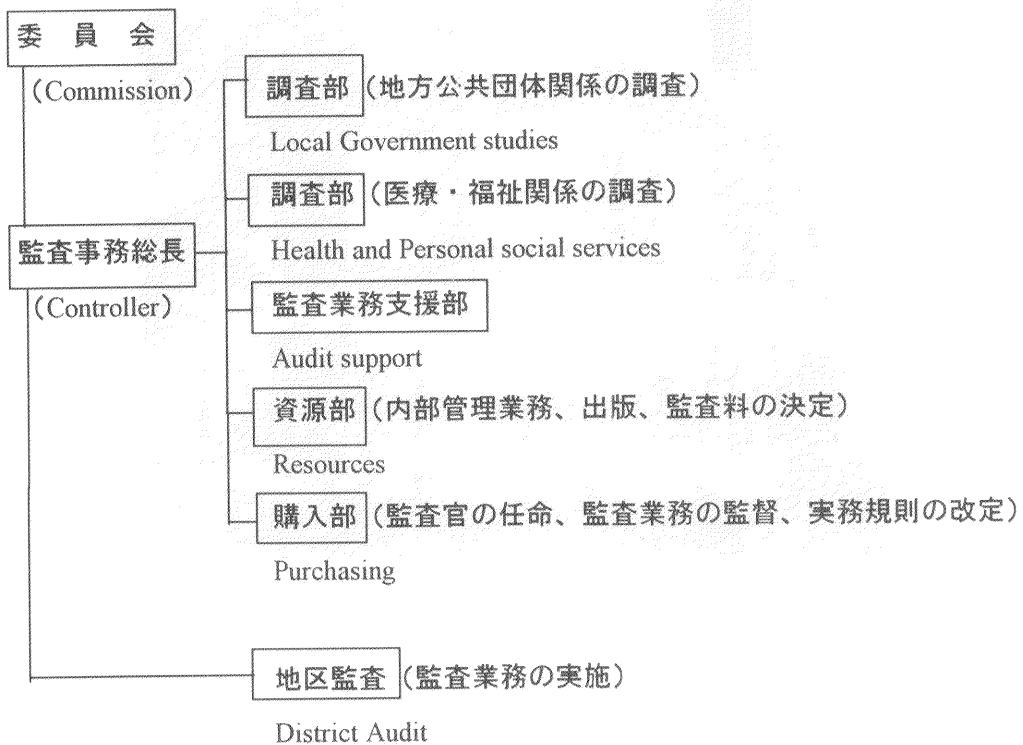 委 員 会
(Commission)
調査部 (地方公共団体関係の調査)
Local Government studies
調査部 (医療・福祉関係の調査)
監査事務総長
Health and Personal social services
(Controller)
監査業務支援部
Audit support
資源部 (内部管理業務、出版、監査料の決定)
Resources
購入部 (監査官の任命、監査業務の監督、実務規則の改定)
Purchasing
地区監査 (監査業務の実施)
District Audit